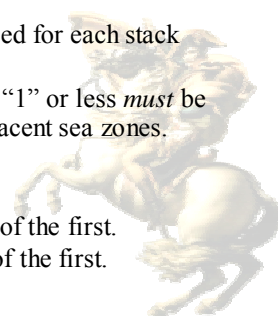 ed for each stack
“1” or less must be
acent sea zones.
of the first.
of the first.